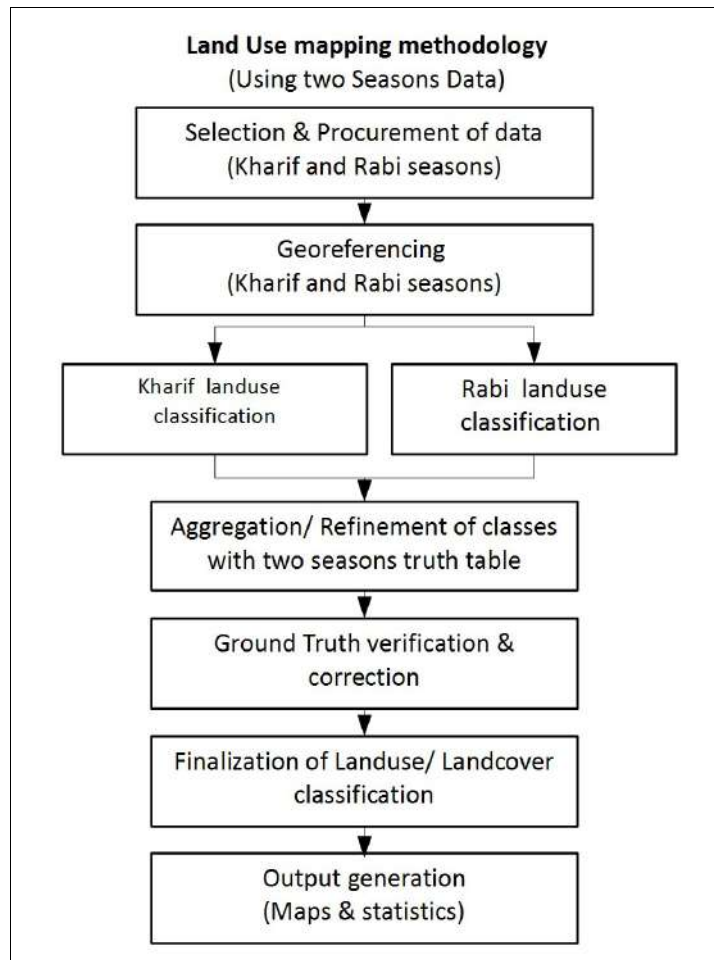 Land Use mapping methodology
(Using two Seasons Data)
Selection & Procurement of data
(Kharif and Rabi seasons)
Georeferencing
(Kharif and Rabi seasons)
Kharif landuse
classification
Rabi landuse
classification
Aggregation/ Refinement of classes
with two seasons truth table
Ground Truth verification &
correction
Finalization of Landuse/ Landcover
classification
Output generation
(Maps & statistics)